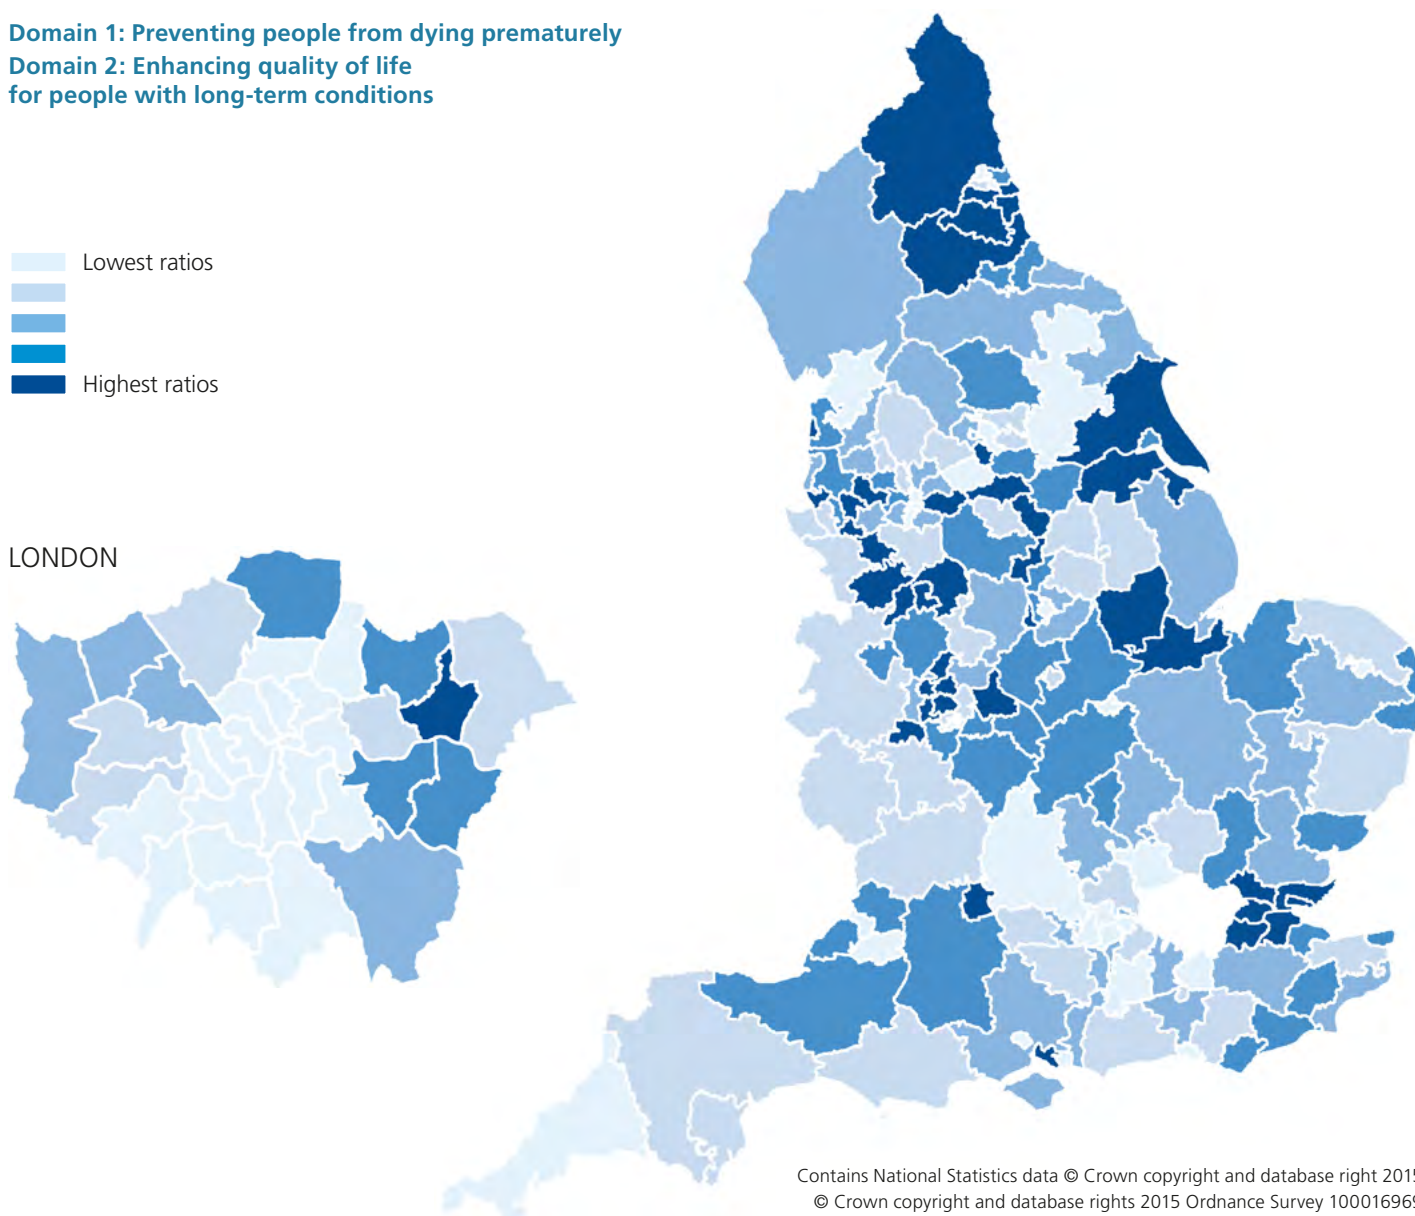 Domain 1: Preventing people from dying prematurely
Domain 2: Enhancing quality of life
for people with long-term conditions
Lowest ratios
Highest ratios
LONDON
Contains National Statistics data © Crown copyright and database right 2015
© Crown copyright and database rights 2015 Ordnance Survey 100016969